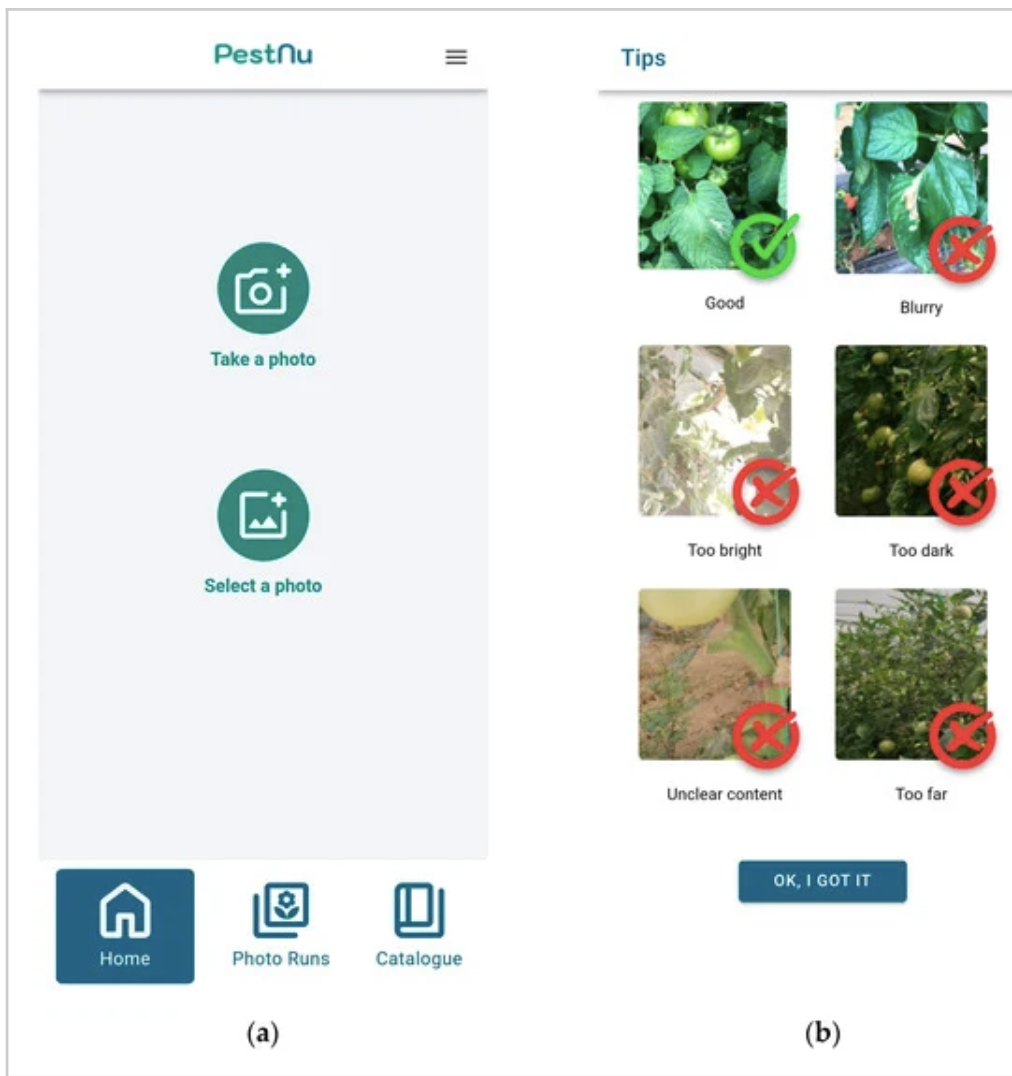 PestNu
Take a photo
Select a photo
Home
Photo Runs
Catalogue
(a)
Tips
Good
Blurry
Too bright
Too dark
Unclear content
Too far
OK, I GOT IT
(b)